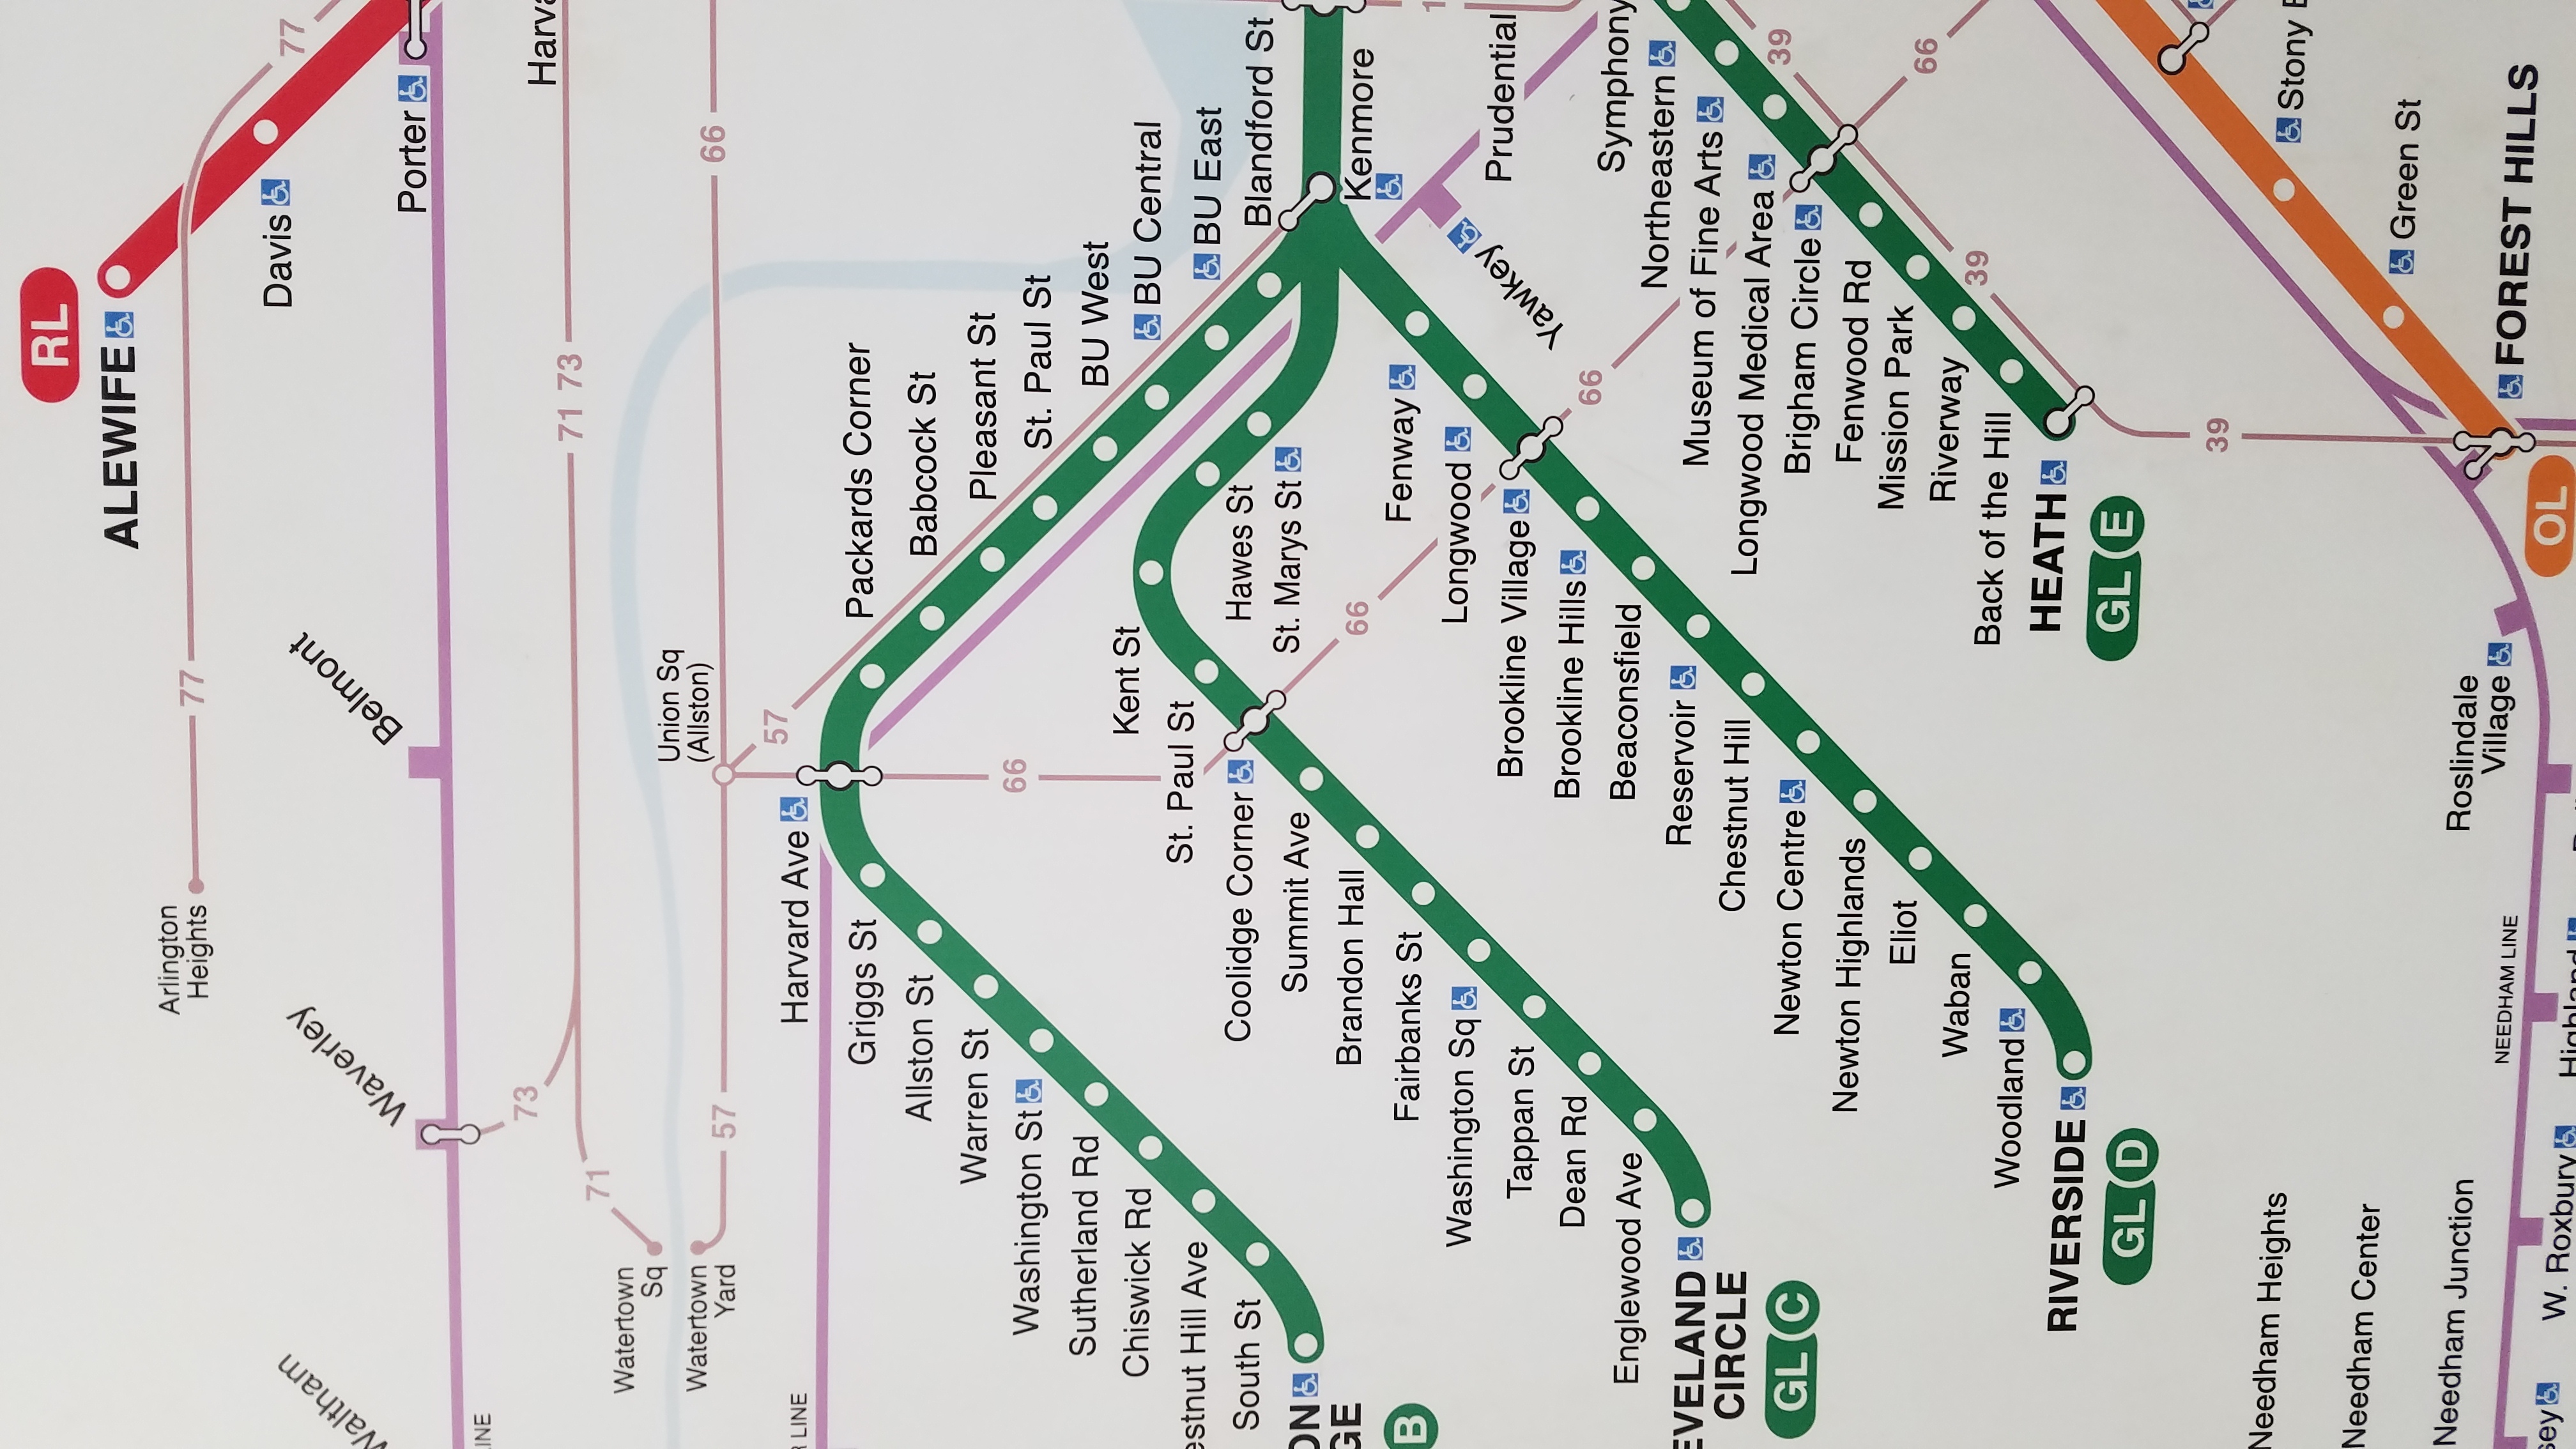 RL
ALEWIFE
Arlington
Heights
77
Davis
77
Waltham
Waverley
Belmont
Porter
LINE
73
71 73
71
Watertown
Sq
Union Sq
(Allston)
Watertown
Yard
57
66
57
LINE
Harvard Ave
Griggs St
Packards Corner
Allston St
Babcock St
Warren St
Pleasant St
66
Washington St
St. Paul St
Sutherland Rd
BU West
Chiswick Rd
Kent St
BU Central
St. Paul St
Hill Ave
BU East
South St
Coolidge Corner
Hawes St
Blandford St
Summit Ave
St. Marys St
66
Brandon Hall
Kenmore
B
Fairbanks St
Fenway
Washington Sq
Longwood
Yawkey
Prudential
Tappan St
Brookline Village
Dean Rd
Brookline Hills
66
Englewood Ave
Beaconsfield
Symphony
Northeastern
CIRCLE
Reservoir
Museum of Fine Arts
Chestnut Hill
Longwood Medical Area
GL C
39
Newton Centre
Brigham Circle
Newton Highlands
Fenwood Rd
Eliot
Mission Park
66
Waban
Riverway
39
Woodland
Back of the Hill
RIVERSIDE
HEATH
GL D
GL E
39
Needham Heights
Stony
Needham Center
Green St
Needham Junction
Roslindale
Village
NEEDHAM LINE
FOREST HILLS
W. Roxbury
Highland
OL